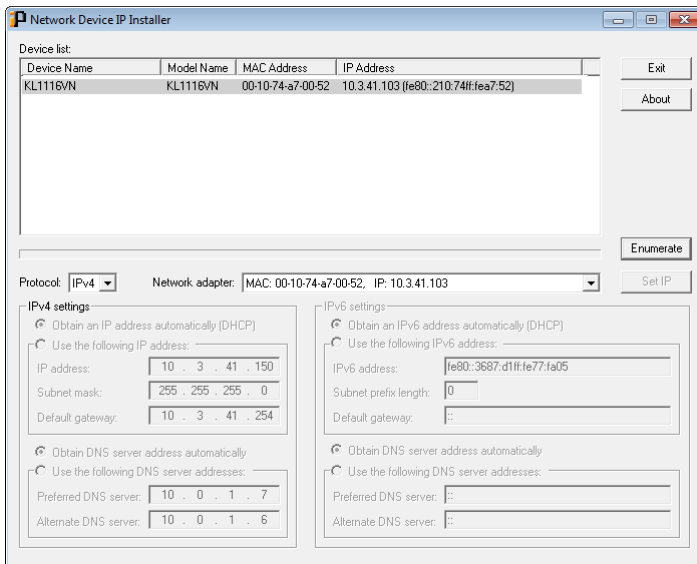 Network Device IP Installer
Device list:
Device Name Model Name MAC Address IP Address
KL1116VN KL1116VN 00-10-74-a7-00-52 10.3.41.103 (fe80::210:74ff:fea7:52)
Exit
About
Enumerate
Protocol: IPv4 Network adapter: MAC: 00-10-74-a7-00-52, IP: 10.3.41.103 Set IP
IPv4 settings
Obtain an IP address automatically (DHCP)
Use the following IP address:
IP address: 10 . 3 . 41 . 150
Subnet mask: 255 . 255 . 255 . 0
Default gateway: 10 . 3 . 41 . 254
Obtain DNS server address automatically
Use the following DNS server addresses:
Preferred DNS server: 10 . 0 . 1 . 7
Alternate DNS server: 10 . 0 . 1 . 6
IPv6 settings
Obtain an IPv6 address automatically (DHCP)
Use the following IPv6 address:
IPv6 address: fe80::3687:d1ff:fe77:fa05
Subnet prefix length: 0
Default gateway: ::
Obtain DNS server address automatically
Use the following DNS server addresses:
Preferred DNS server: ::
Alternate DNS server: ::